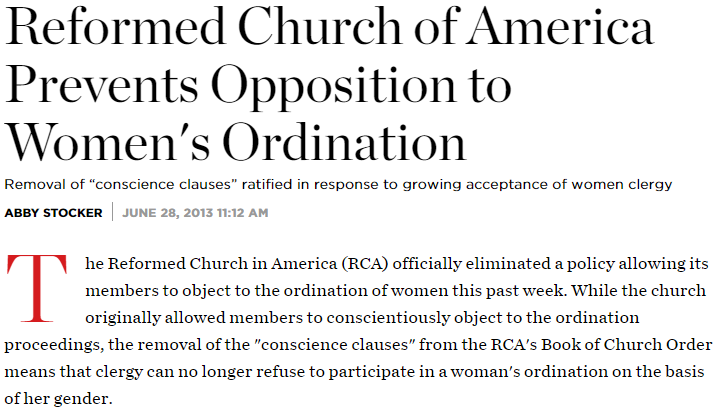 Reformed Church of America
Prevents Opposition to
Women's Ordination
Removal of “conscience clauses” ratified in response to growing acceptance of women clergy
ABBY STOCKER | JUNE 28, 2013 11:12 AM
The Reformed Church in America (RCA) officially eliminated a policy allowing its
members to object to the ordination of women this past week. While the church
originally allowed members to conscientiously object to the ordination
proceedings, the removal of the "conscience clauses" from the RCA's Book of Church Order
means that clergy can no longer refuse to participate in a woman's ordination on the basis
of her gender.